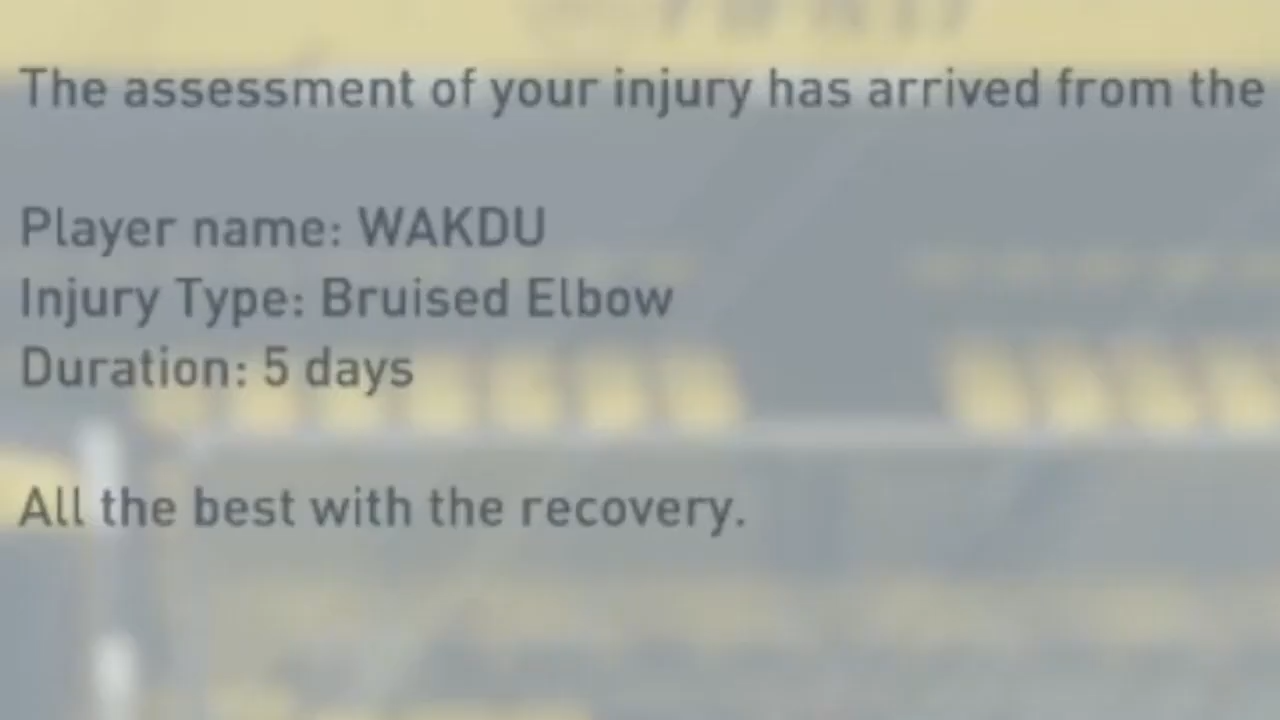 The assessment of your injury has arrived from the
Player name: WAKDU
Injury Type: Bruised Elbow
Duration: 5 days
All the best with the recovery.